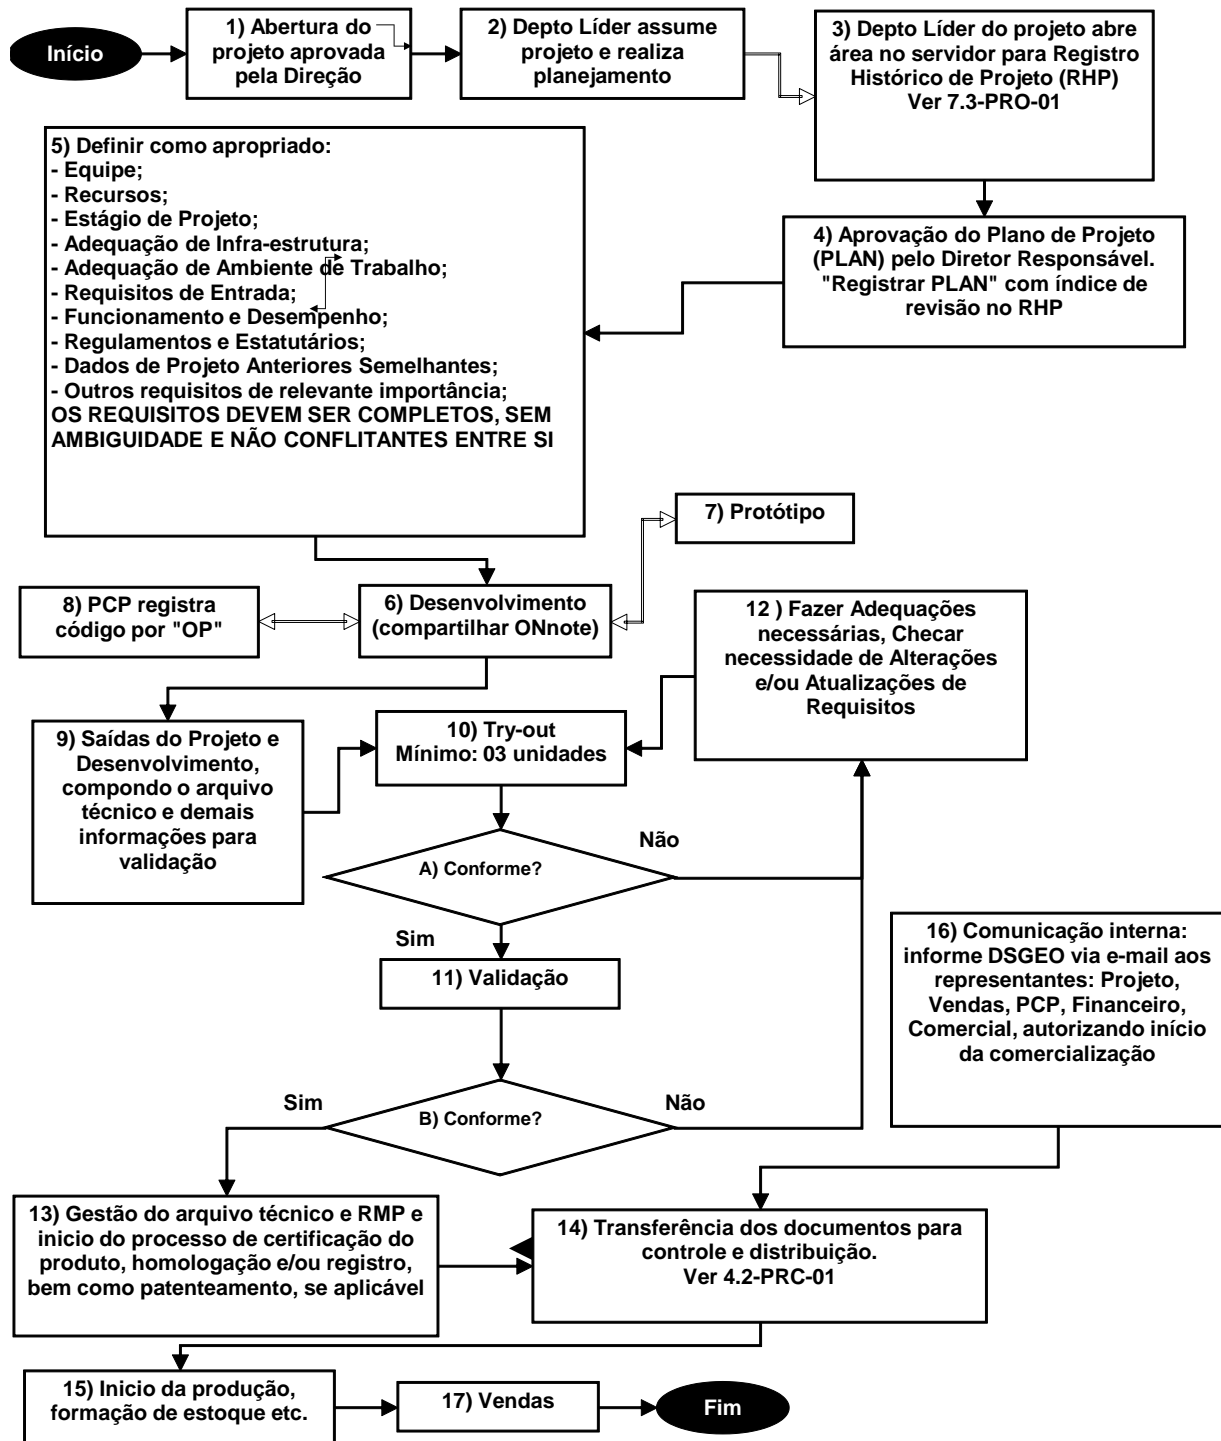 Início
1) Abertura do
projeto aprovada
pela Direção
2) Depto Líder assume
projeto e realiza
planejamento
3) Depto Líder do projeto abre
área no servidor para Registro
Histórico de Projeto (RHP)
Ver 7.3-PRO-01
4) Aprovação do Plano de Projeto
(PLAN) pelo Diretor Responsável.
"Registrar PLAN" com índice de
revisão no RHP
5) Definir como apropriado:
- Equipe;
- Recursos;
- Estágio de Projeto;
- Adequação de Infra-estrutura;
- Adequação de Ambiente de Trabalho;
- Requisitos de Entrada;
- Funcionamento e Desempenho;
- Regulamentos e Estatutários;
- Dados de Projeto Anteriores Semelhantes;
- Outros requisitos de relevante importância;
OS REQUISITOS DEVEM SER COMPLETOS, SEM
AMBIGUIDADE E NÃO CONFLITANTES ENTRE SI
7) Protótipo
8) PCP registra
código por "OP"
6) Desenvolvimento
(compartilhar ONnote)
12 ) Fazer Adequações
necessárias, Checar
necessidade de Alterações
e/ou Atualizações de
Requisitos
9) Saídas do Projeto e
Desenvolvimento,
compondo o arquivo
técnico e demais
informações para
validação
10) Try-out
Mínimo: 03 unidades
A) Conforme?
Não
Sim
11) Validação
16) Comunicação interna:
informe DSGEO via e-mail aos
representantes: Projeto,
Vendas, PCP, Financeiro,
Comercial, autorizando início
da comercialização
Sim
B) Conforme?
Não
13) Gestão do arquivo técnico e RMP e
inicio do processo de certificação do
produto, homologação e/ou registro,
bem como patenteamento, se aplicável
14) Transferência dos documentos para
controle e distribuição.
Ver 4.2-PRC-01
15) Inicio da produção,
formação de estoque etc.
17) Vendas
Fim